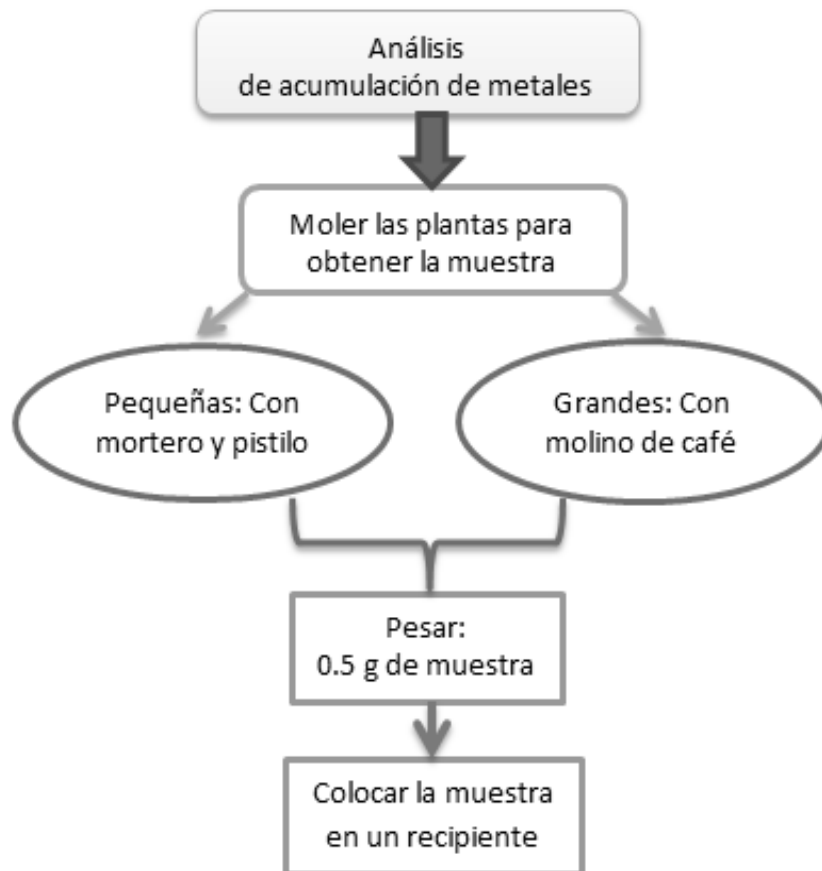 Análisis
de acumulación de metales
Moler las plantas para
obtener la muestra
Pequeñas: Con
mortero y pistilo
Grandes: Con
molino de café
Pesar:
0.5 g de muestra
Colocar la muestra
en un recipiente